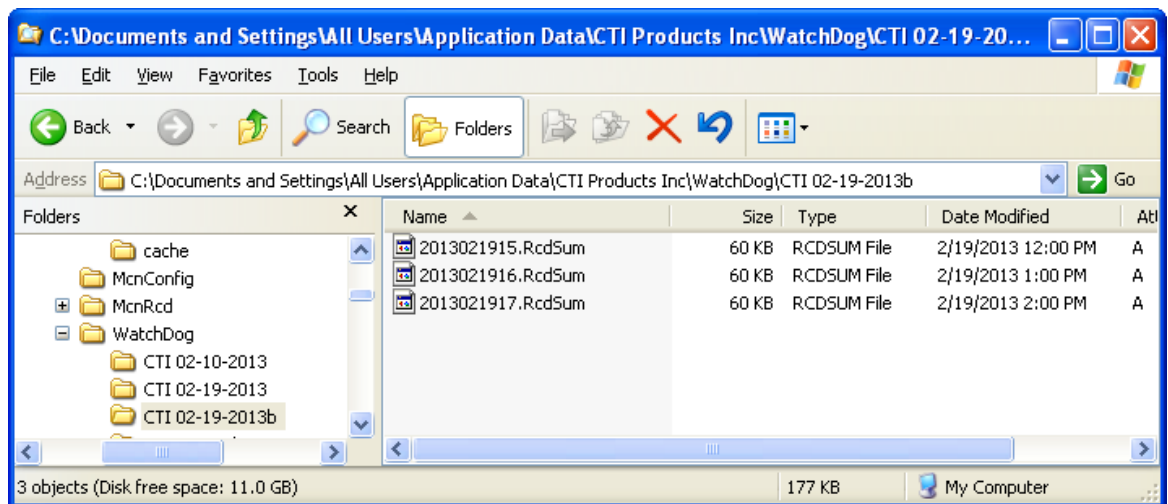 C:\Documents and Settings\All Users\Application Data\CTI Products Inc\WatchDog\CTI 02-19-20...
File Edit View Favorites Tools Help
Back Search Folders
Address C:\Documents and Settings\All Users\Application Data\CTI Products Inc\WatchDog\CTI 02-19-2013b Go
Folders x Name Size Type Date Modified Att
cache 2013021915.RcdSum 60 KB RCDSUM File 2/19/2013 12:00 PM A
McnConfig 2013021916.RcdSum 60 KB RCDSUM File 2/19/2013 1:00 PM A
McnRcd 2013021917.RcdSum 60 KB RCDSUM File 2/19/2013 2:00 PM A
WatchDog
CTI 02-10-2013
CTI 02-19-2013
CTI 02-19-2013b
3 objects (Disk free space: 11.0 GB) 177 KB My Computer